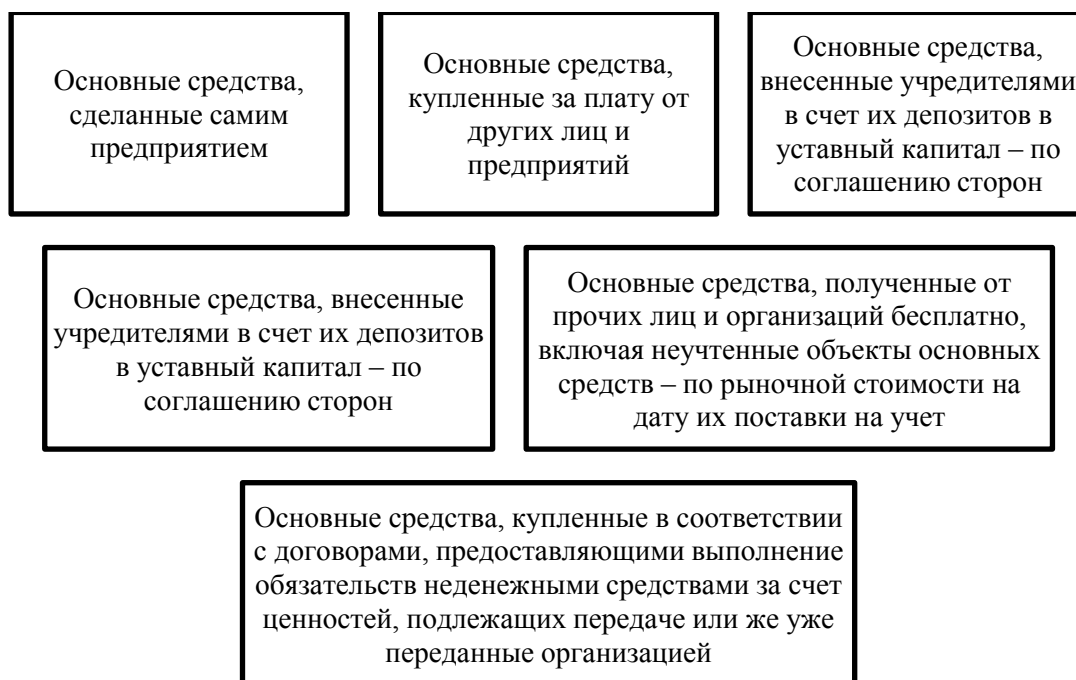 Основные средства,
сделанные самим
предприятием
Основные средства,
купленные за плату от
других лиц и
предприятий
Основные средства,
внесенные учредителями
в счет их депозитов в
уставный капитал – по
соглашению сторон
Основные средства, внесенные
учредителями в счет их депозитов
в уставный капитал – по
соглашению сторон
Основные средства, полученные от
прочих лиц и организаций бесплатно,
включая неучтенные объекты основных
средств – по рыночной стоимости на
дату их поставки на учет
Основные средства, купленные в соответствии
с договорами, предоставляющими выполнение
обязательств неденежными средствами за счет
ценностей, подлежащих передаче или же уже
переданные организацией